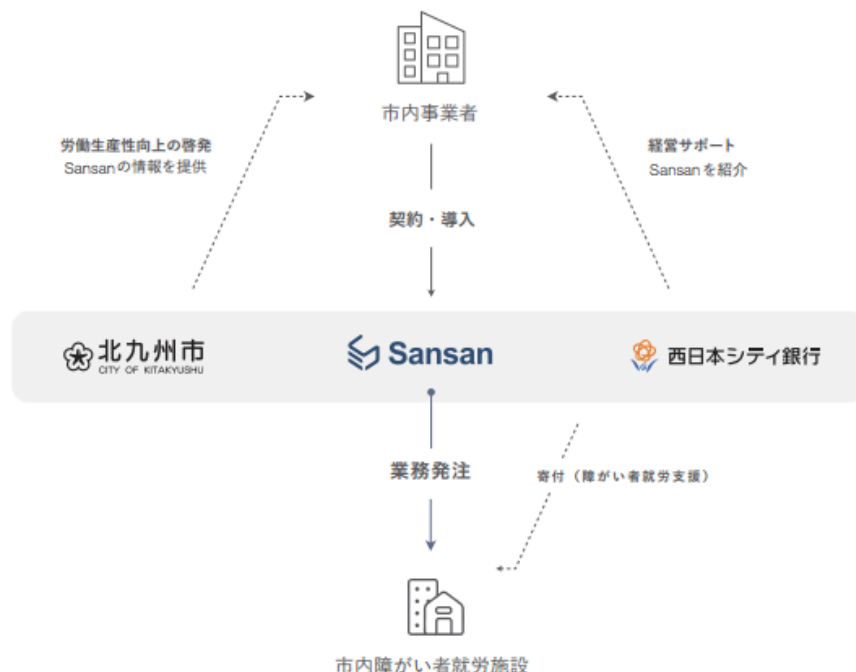 市内事業者
労働生産性向上の啓発
Sansanの情報を提供
経営サポート
Sansanを紹介
契約・導入
北九州市
CITY OF KITAKYUSHU
Sansan
西日本シティ銀行
業務発注
寄付（障がい者就労支援）
市内障がい者就労施設